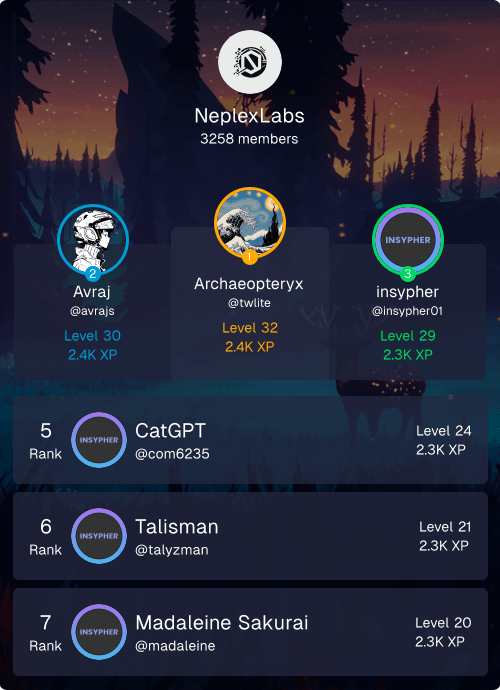 NeplexLabs
3258 members
2
Avraj
@avrajs
Level 30
2.4K XP
1
Archaeopteryx
@twlite
Level 32
2.4K XP
INSYPHER
3
insypher
@insypher01
Level 29
2.3K XP
5
Rank
INSYPHER
CatGPT
@com6235
Level 24
2.3K XP
6
Rank
INSYPHER
Talisman
@talyzman
Level 21
2.3K XP
7
Rank
INSYPHER
Madaleine Sakurai
@madaleine
Level 20
2.3K XP